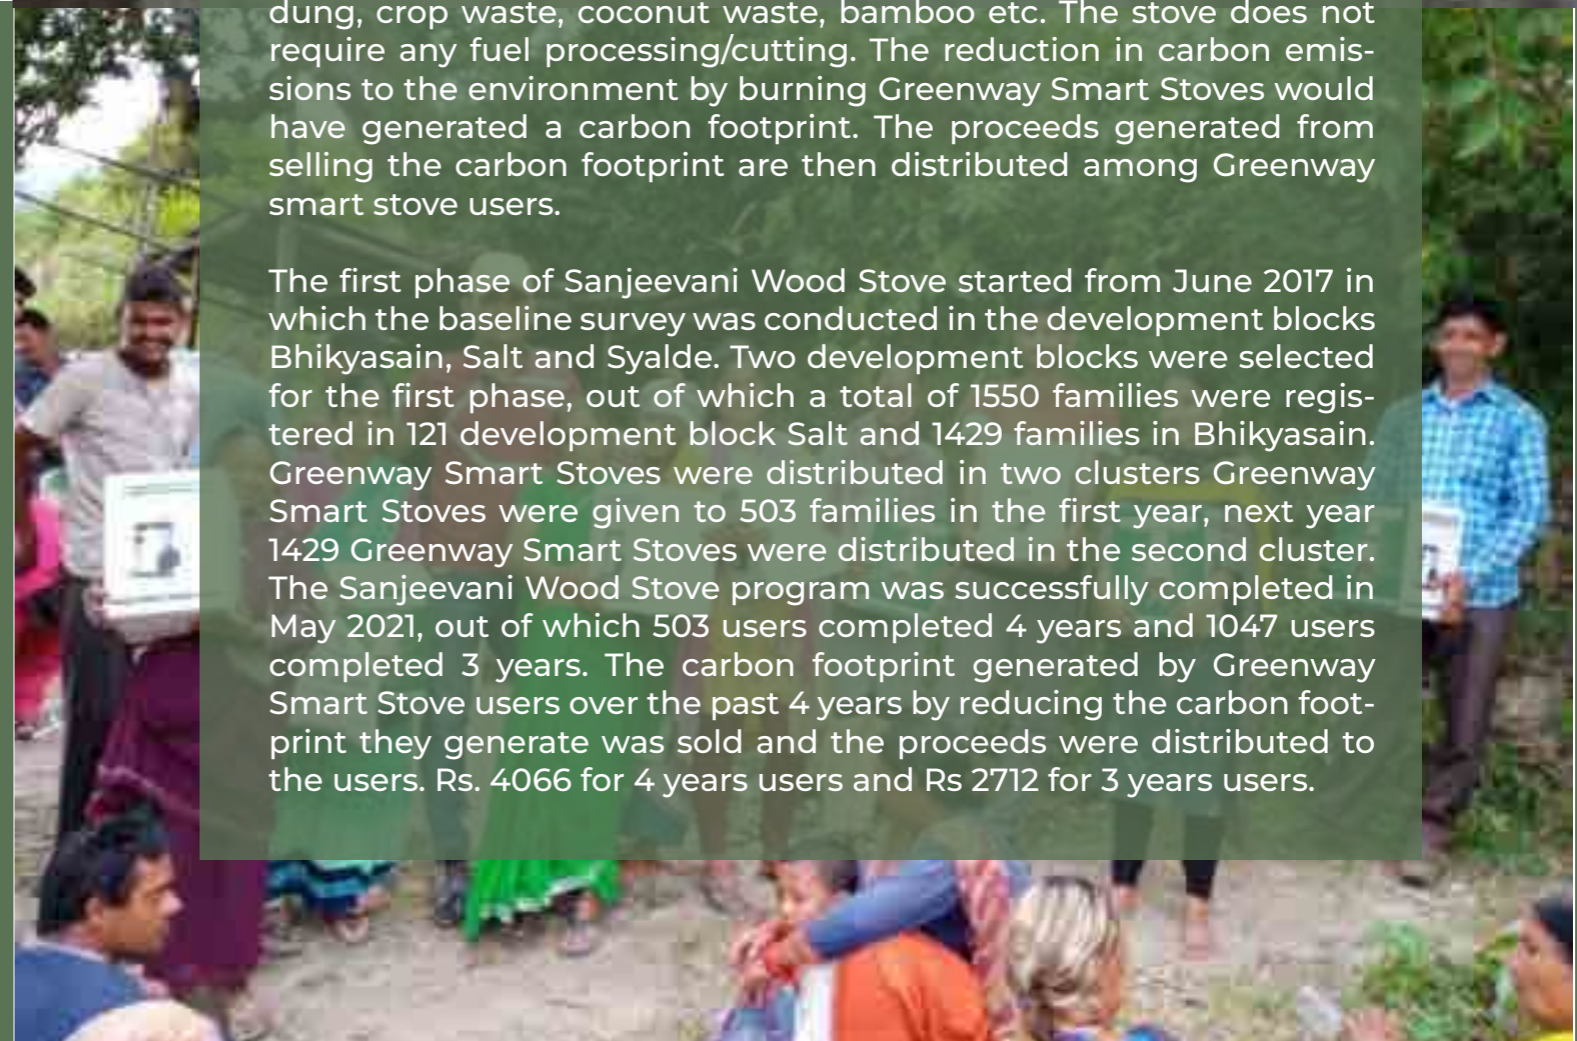 dung, crop waste, coconut waste, bamboo etc. The stove does not
require any fuel processing/cutting. The reduction in carbon emis-
sions to the environment by burning Greenway Smart Stoves would
have generated a carbon footprint. The proceeds generated from
selling the carbon footprint are then distributed among Greenway
smart stove users.
The first phase of Sanjeevani Wood Stove started from June 2017 in
which the baseline survey was conducted in the development blocks
Bhikyasain, Salt and Syalde. Two development blocks were selected
for the first phase, out of which a total of 1550 families were regis-
tered in 121 development block Salt and 1429 families in Bhikyasain.
Greenway Smart Stoves were distributed in two clusters Greenway
Smart Stoves were given to 503 families in the first year, next year
1429 Greenway Smart Stoves were distributed in the second cluster.
The Sanjeevani Wood Stove program was successfully completed in
May 2021, out of which 503 users completed 4 years and 1047 users
completed 3 years. The carbon footprint generated by Greenway
Smart Stove users over the past 4 years by reducing the carbon foot-
print they generate was sold and the proceeds were distributed to
the users. Rs. 4066 for 4 years users and Rs 2712 for 3 years users.